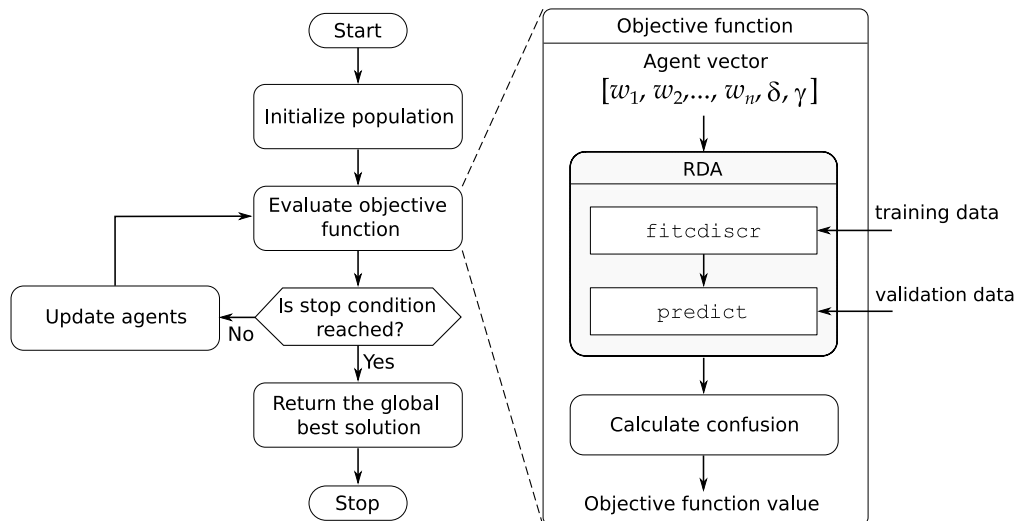 Start
Initialize population
Evaluate objective
function
Update agents
Is stop condition
reached?
No
Yes
Return the global
best solution
Stop
Objective function
Agent vector
[w₁, w₂,..., wₙ, δ, γ]
RDA
fitcdiscr
training data
predict
validation data
Calculate confusion
Objective function value